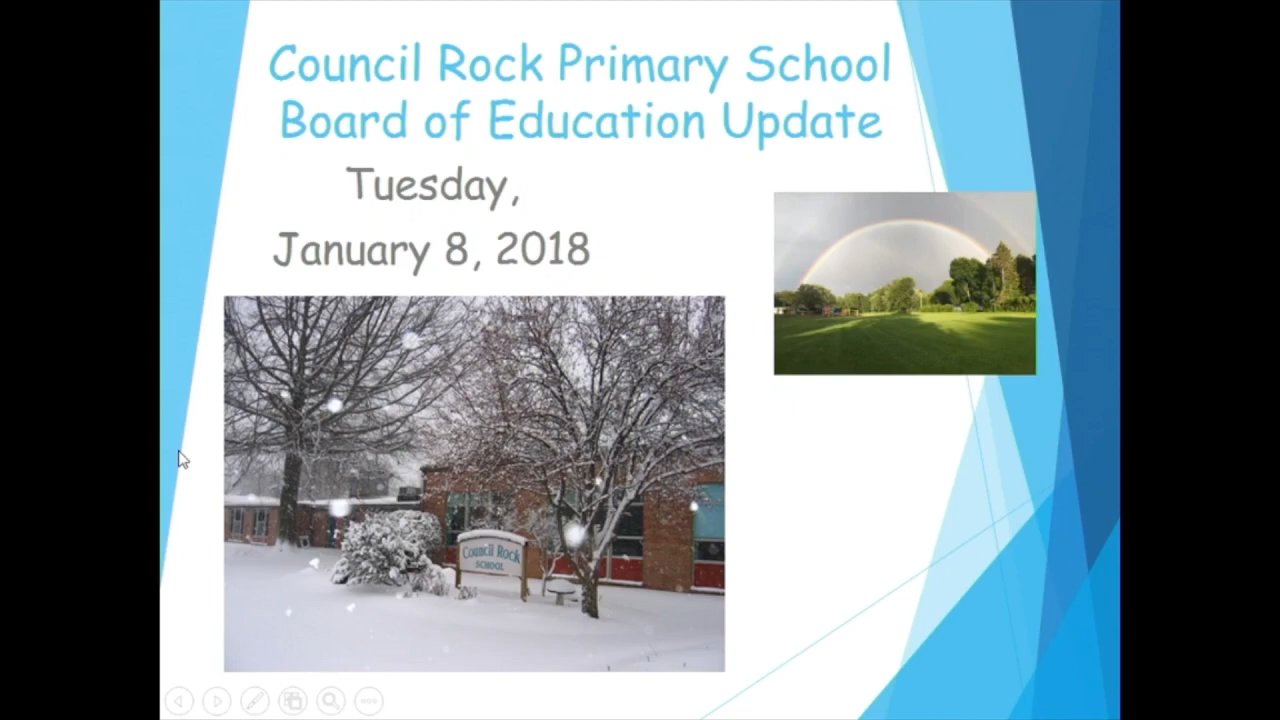 Council Rock Primary School
Board of Education Update
Tuesday,
January 8, 2018
Council Rock
SCHOOL